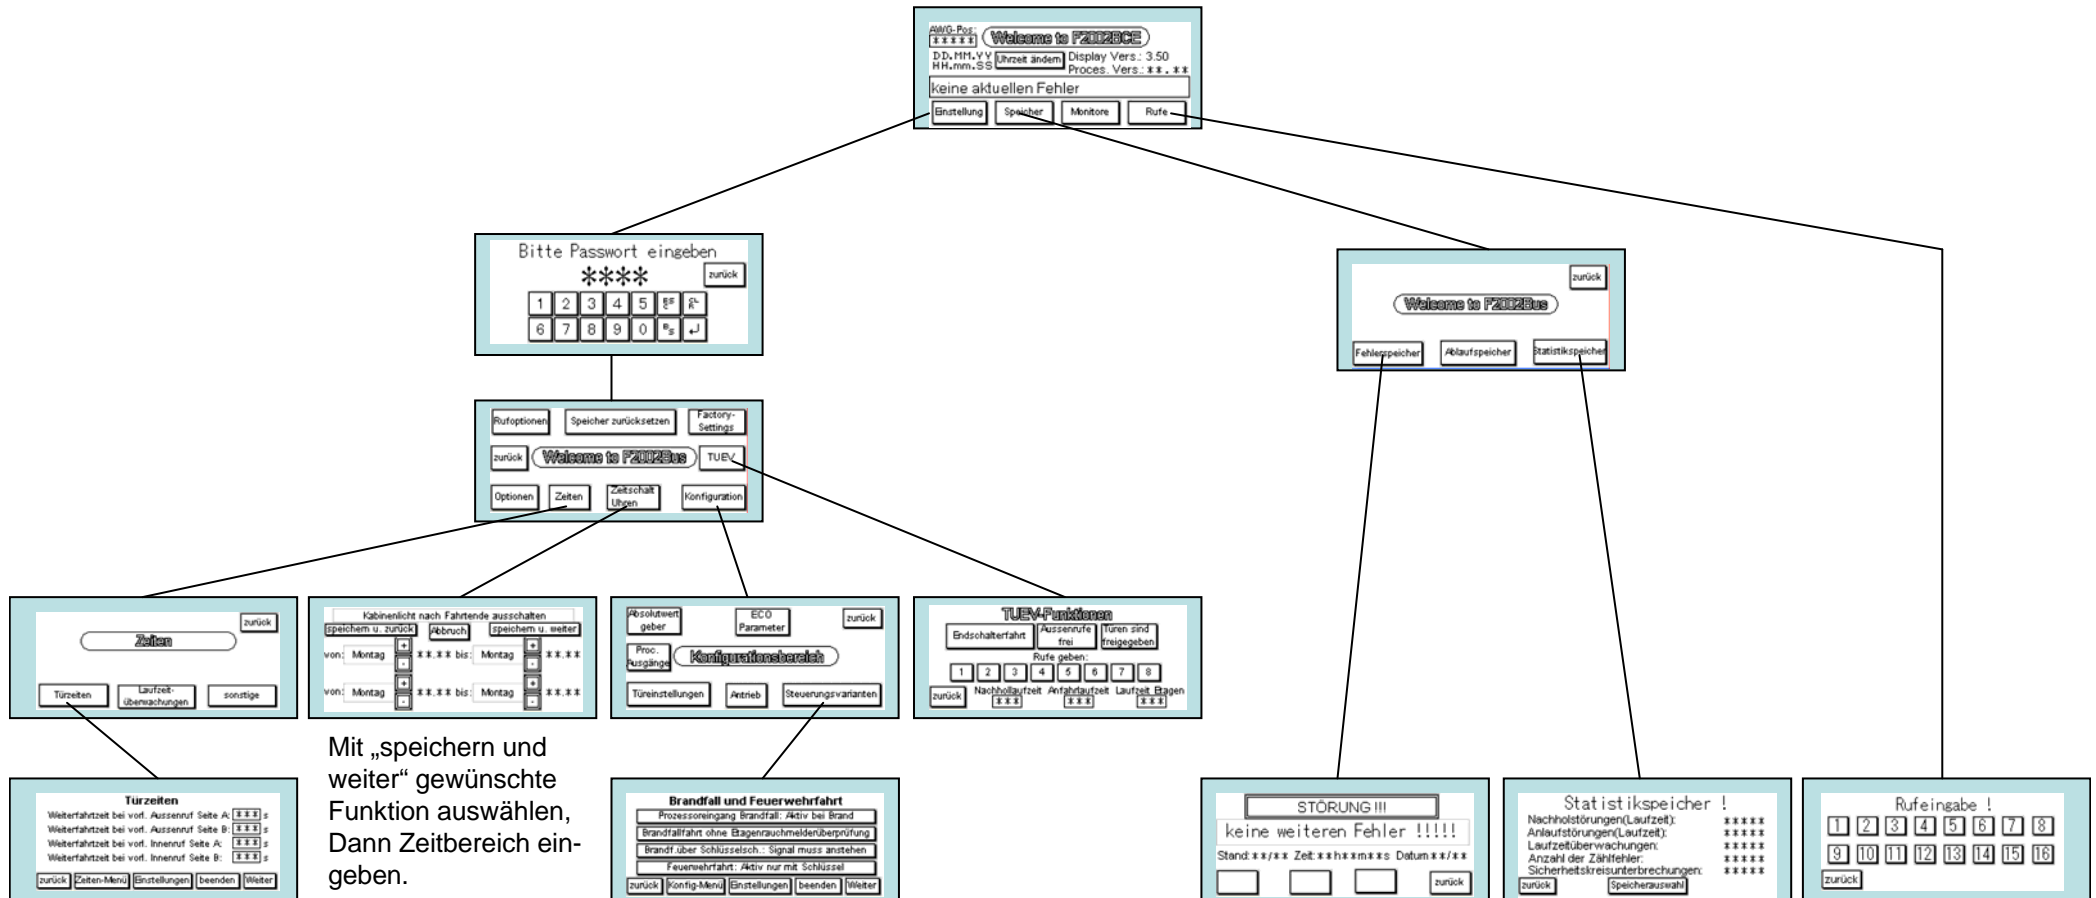 AWG-Pos:
*****
Welcome to F2002BCE
DD.MM.YY
HH.mm.SS
Uhrzeit ändern
Display Vers.: 3.50
Proces. Vers.:**.**
keine aktuellen Fehler
Einstellung Speicher Monitore Rufe
Bitte Passwort eingeben
****
zurück
1 2 3 4 5 ESC CLR
6 7 8 9 0 BS ↵
zurück
Welcome to F2002Bus
Fehlerspeicher Ablaufspeicher Statistikspeicher
Rufoptionen Speicher zurücksetzen Factory-
Settings
zurück Welcome to F2002Bus TUEV
Optionen Zeiten Zeitschalt
Uhren
Konfiguration
zurück
Zeiten
Türzeiten Laufzeit-
überwachungen
sonstige
Kabinenlicht nach Fahrtende ausschalten
speichern u. zurück Abbruch speichern u. weiter
von: Montag + - **.** bis: Montag + - **.**
von: Montag + - **.** bis: Montag + - **.**
Absolutwert
geber
ECO
Parameter
zurück
Proc.
Ausgänge
Konfigurationsbereich
Türeinstellungen Antrieb Steuerungsvarianten
TUEV-Funktionen
Endschalterfahrt Aussenrufe
frei
Türen sind
freigegeben
Rufe geben:
1 2 3 4 5 6 7 8
zurück Nachhollaufzeit Anfahrlaufzeit Laufzeit Etagen
*** *** ***
Mit „speichern und
weiter“ gewünschte
Funktion auswählen,
Dann Zeitbereich ein-
geben.
Türzeiten
Weiterfahrtzeit bei vorl. Aussenruf Seite A: *** s
Weiterfahrtzeit bei vorl. Aussenruf Seite B: *** s
Weiterfahrtzeit bei vorl. Innenruf Seite A: *** s
Weiterfahrtzeit bei vorl. Innenruf Seite B: *** s
zurück Zeiten-Menü Einstellungen beenden Weiter
Brandfall und Feuerwehrfahrt
Prozessoreingang Brandfall: Aktiv bei Brand
Brandfallfahrt ohne Etagenrauchmelderüberprüfung
Brandf.über Schlüsselsch.: Signal muss anstehen
Feuerwehrfahrt: Aktiv nur mit Schlüssel
zurück Konfig-Menü Einstellungen beenden Weiter
STÖRUNG !!!
keine weiteren Fehler !!!!!
Stand:**/** Zeit:**h**m**s Datum**/**
zurück
Statistikspeicher !
Nachholstörungen(Laufzeit): *****
Anlaufstörungen(Laufzeit): *****
Laufzeitüberwachungen: *****
Anzahl der Zählfehler: *****
Sicherheitskreisunterbrechungen: *****
zurück Speicherauswahl
Rufeingabe !
1 2 3 4 5 6 7 8
9 10 11 12 13 14 15 16
zurück